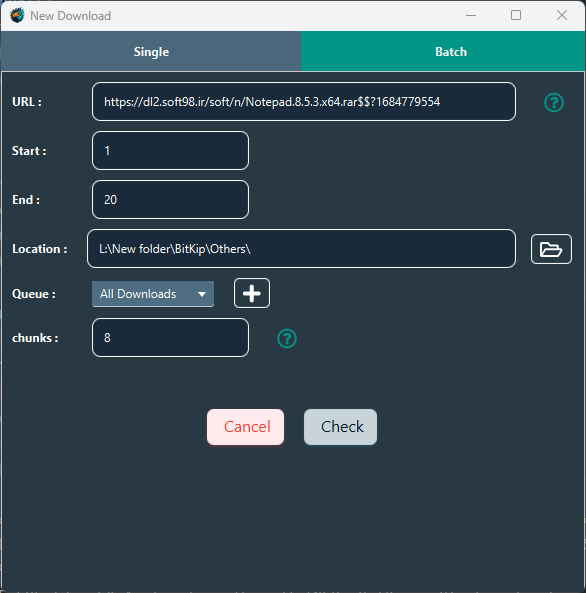 New Download
Single Batch
URL : https://dl2.soft98.ir/soft/n/Notepad.8.5.3.x64.rar$$?1684779554
Start : 1
End : 20
Location : L:\New folder\BitKip\Others\
Queue : All Downloads
chunks : 8
Cancel Check